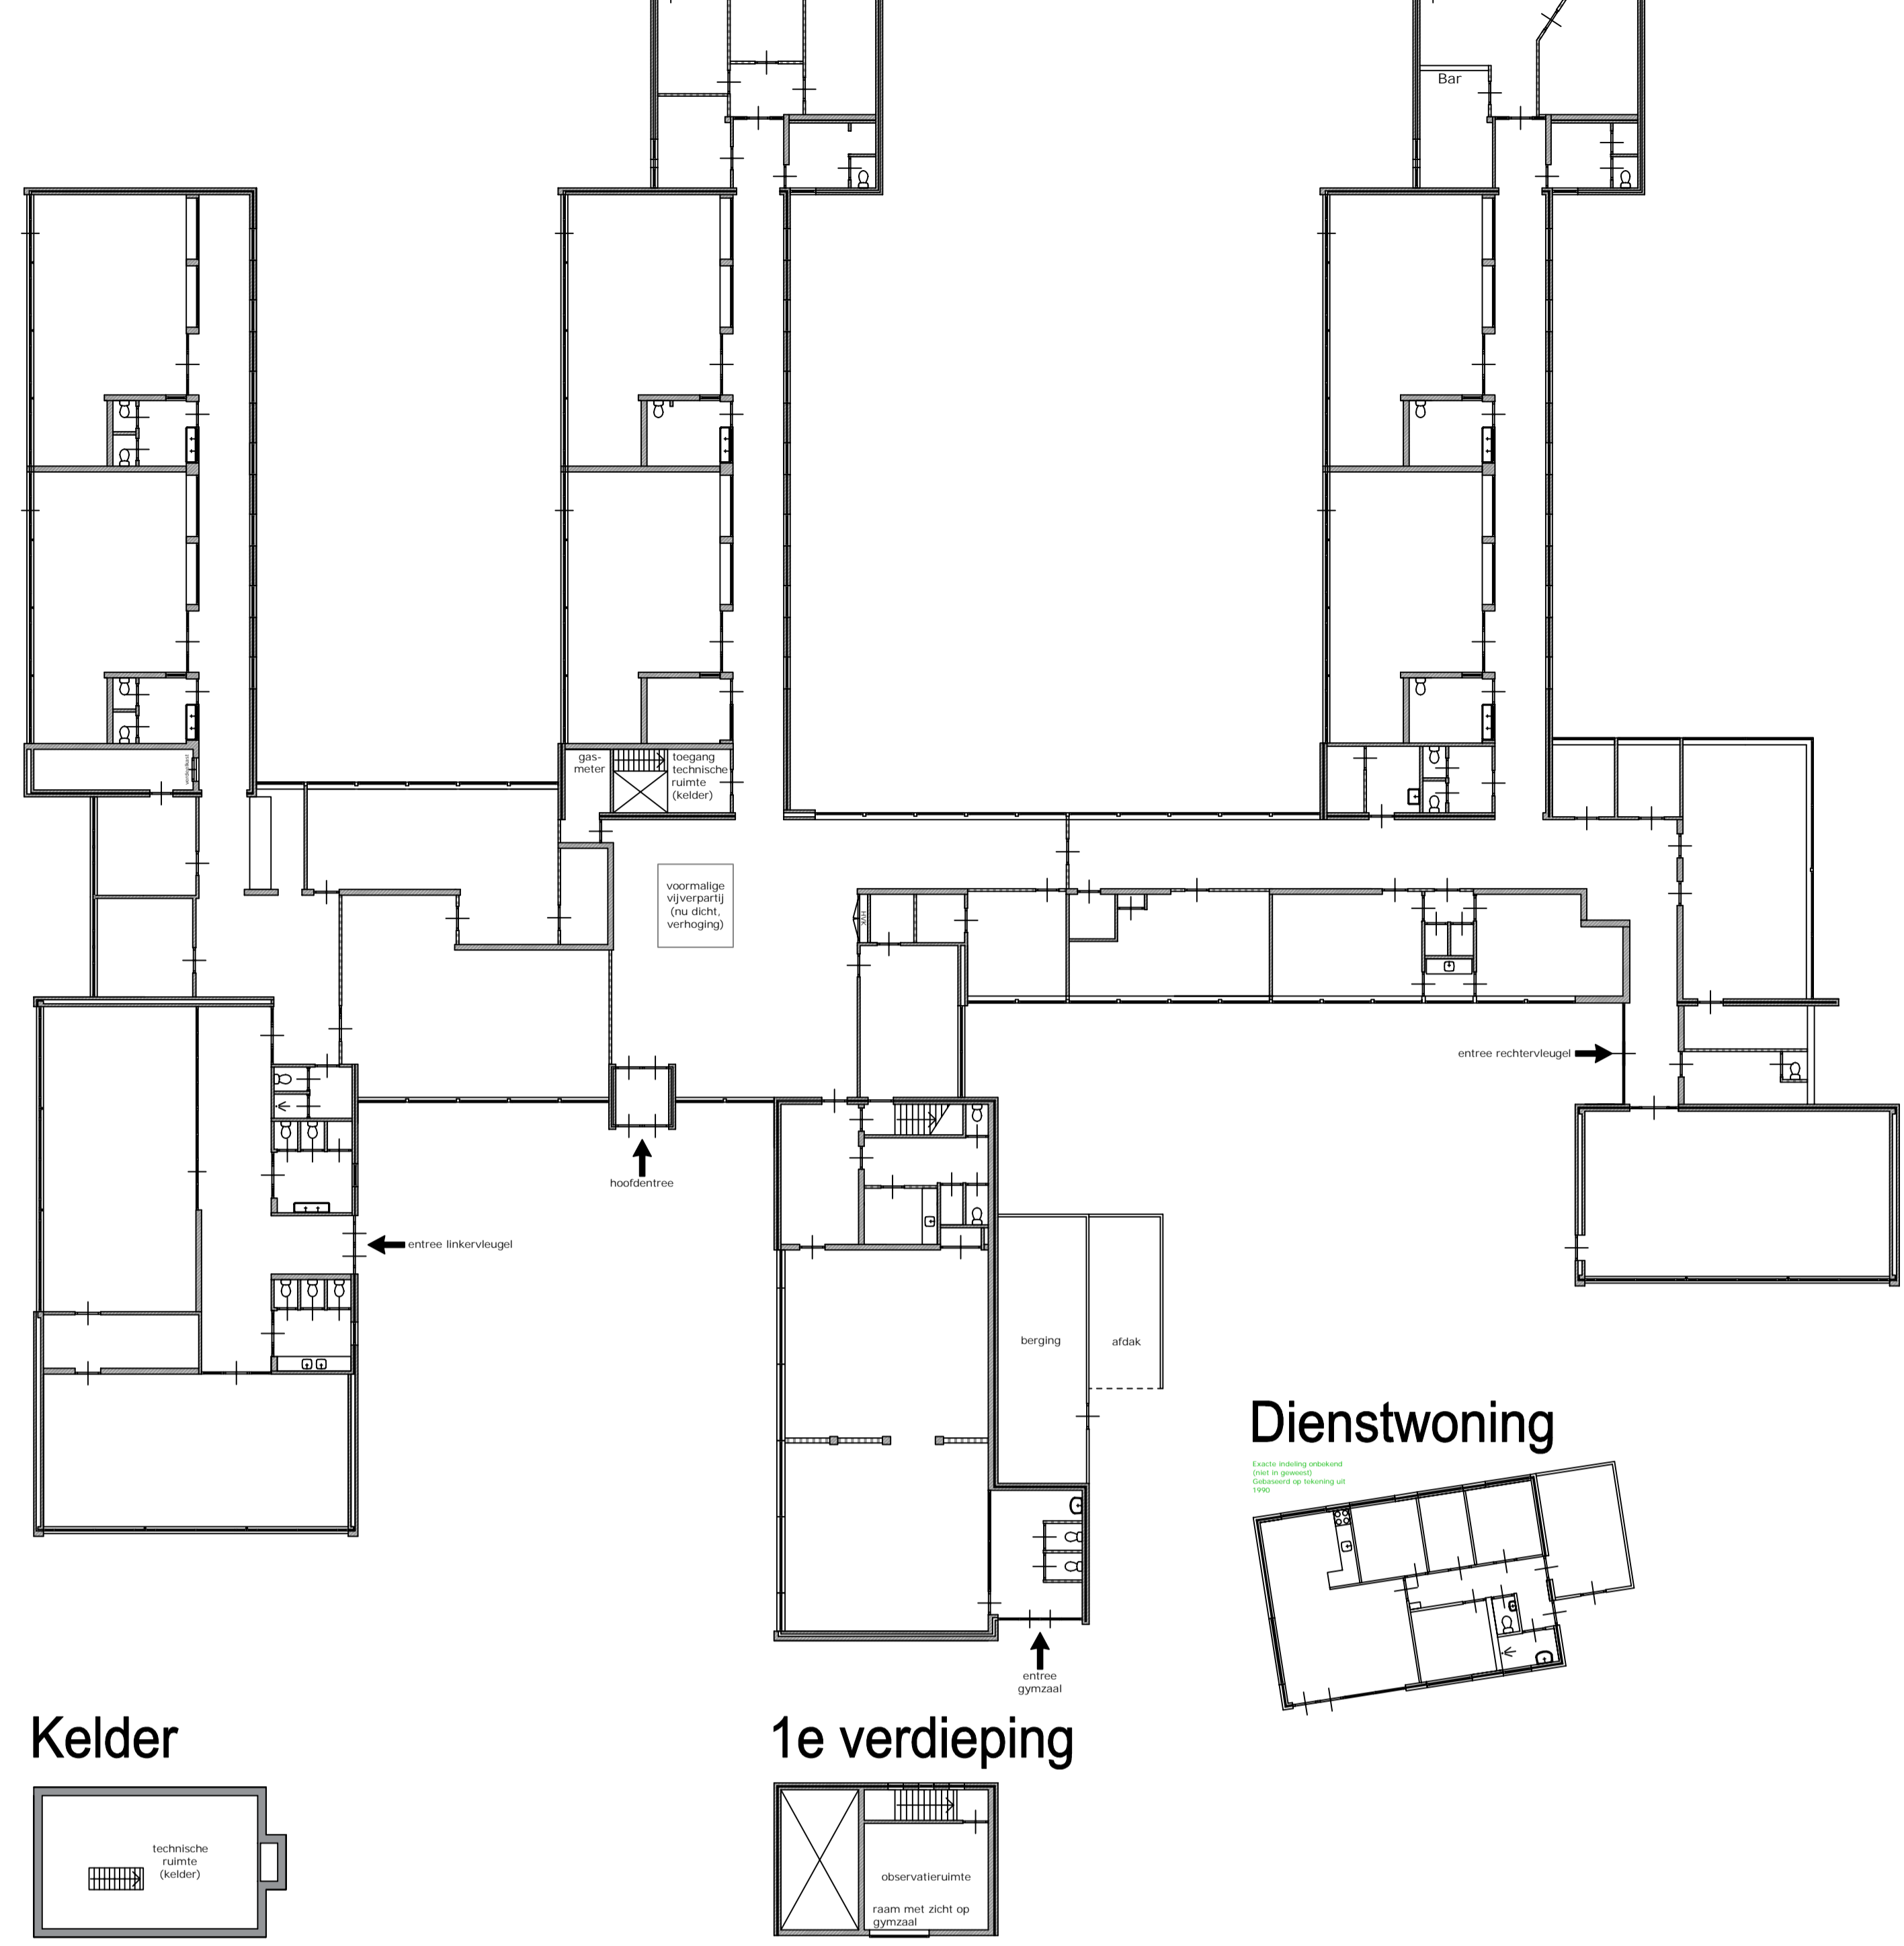 Bar
gas-
meter
toegang
technische
ruimte
(kelder)
voormalige
vijverpartij
(nu dicht,
verhoging)
HVK
entree rechtervleugel
hoofdentree
entree linkervleugel
berging
afdak
Dienstwoning
Exacte indeling onbekend
(niet in geweest)
Gebaseerd op tekening uit
1990
entree
gymzaal
Kelder
1e verdieping
technische
ruimte
(kelder)
observatieruimte
raam met zicht op
gymzaal